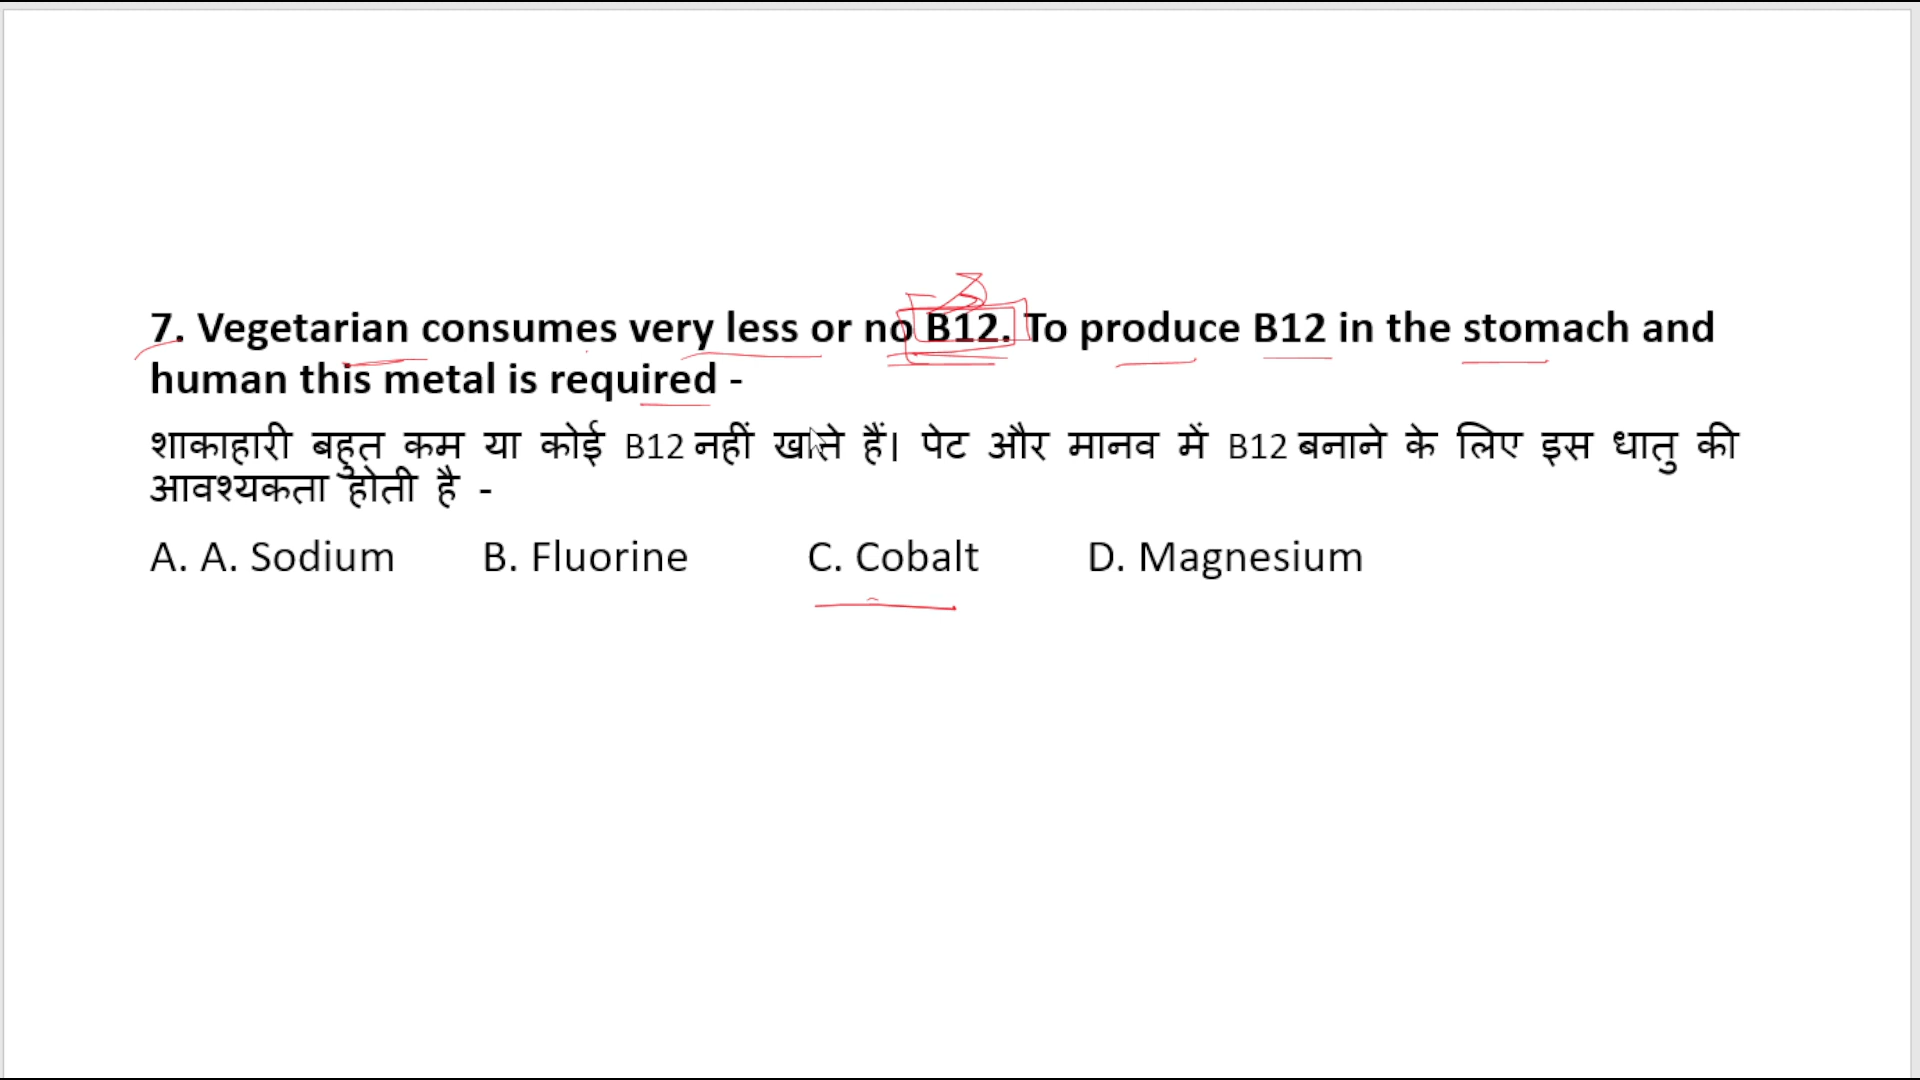 7. Vegetarian consumes very less or no B12. To produce B12 in the stomach and
human this metal is required -
शाकाहारी बहुत कम या कोई B12 नहीं खाते हैं। पेट और मानव में B12 बनाने के लिए इस धातु की
आवश्यकता होती है -
A. A. Sodium B. Fluorine C. Cobalt D. Magnesium